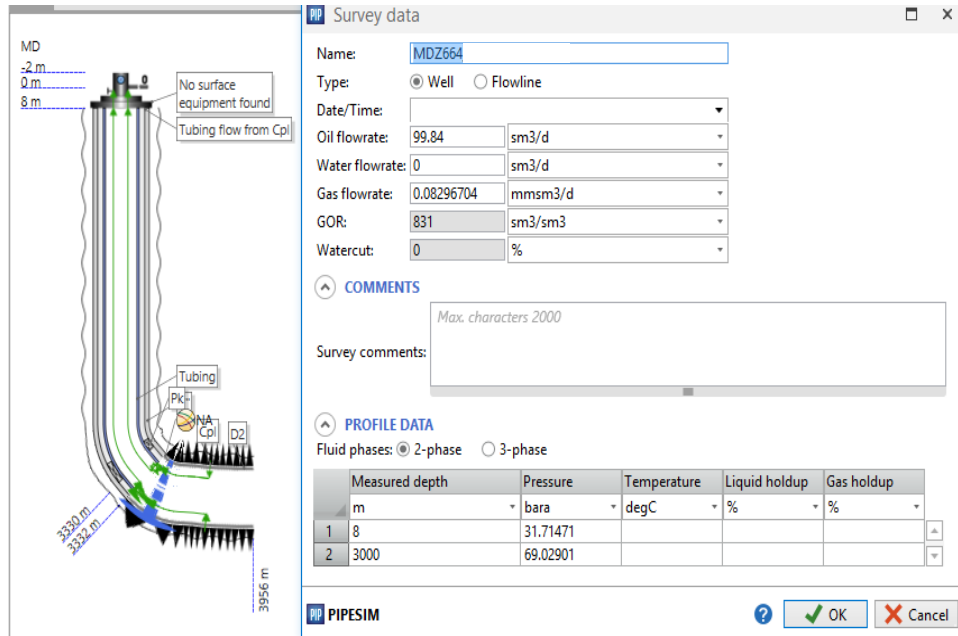 MD
-2 m
0 m
8 m
No surface
equipment found
Tubing flow from Cpl
Tubing
Pk
NA
Cpl
D2
3330 m
3332 m
3956 m
PIP Survey data
Name: MDZ664
Type: Well Flowline
Date/Time:
Oil flowrate: 99.84 sm3/d
Water flowrate: 0 sm3/d
Gas flowrate: 0.08296704 mmsm3/d
GOR: 831 sm3/sm3
Watercut: 0 %
COMMENTS
Max. characters 2000
Survey comments:
PROFILE DATA
Fluid phases: 2-phase 3-phase
Measured depth Pressure Temperature Liquid holdup Gas holdup
m bara degC % %
1 8 31.71471
2 3000 69.02901
PIP PIPESIM ? OK Cancel